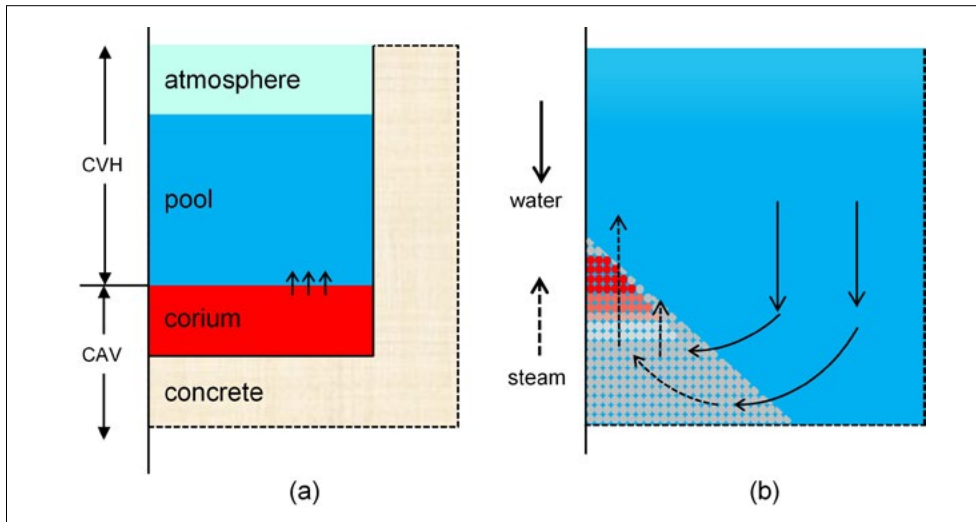 atmosphere
CVH
pool
corium
CAV
concrete
(a)
water
steam
(b)